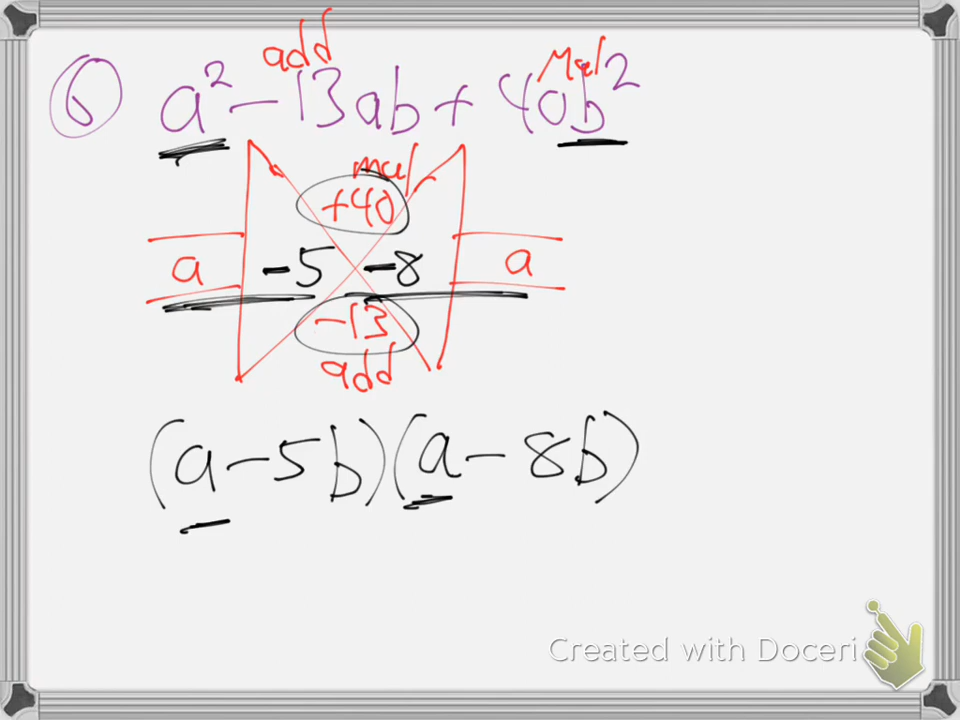 add Mul
6 a² - 13ab + 40b²
mul
+40
a -5 -8 a
-13
add
(a - 5b)(a - 8b)
Created with Doceri